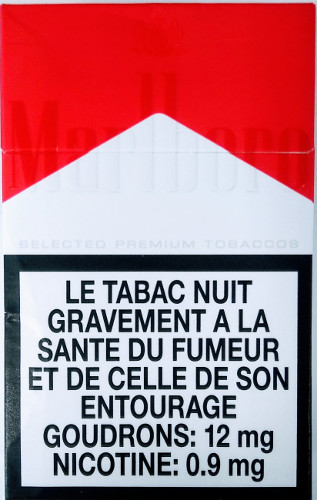 Marlboro
SELECTED PREMIUM TOBACCOS
LE TABAC NUIT
GRAVEMENT A LA
SANTE DU FUMEUR
ET DE CELLE DE SON
ENTOURAGE
GOUDRONS: 12 mg
NICOTINE: 0.9 mg